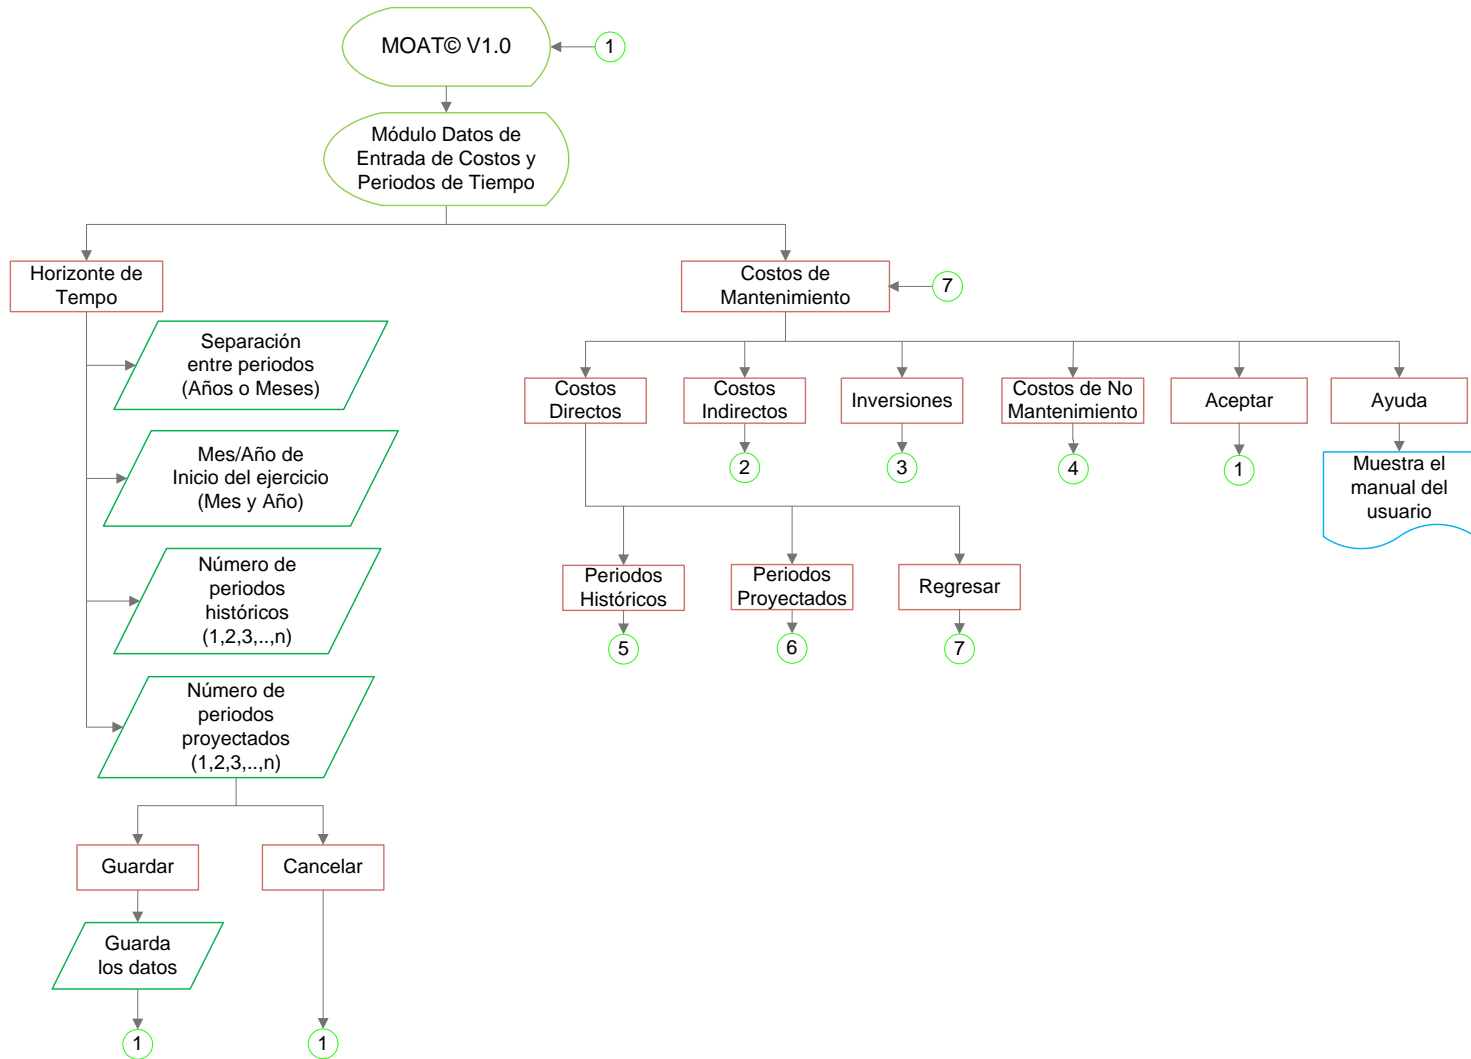 MOAT© V1.0
1
Módulo Datos de
Entrada de Costos y
Periodos de Tiempo
Horizonte de
Tempo
Separación
entre periodos
(Años o Meses)
Mes/Año de
Inicio del ejercicio
(Mes y Año)
Número de
periodos
históricos
(1,2,3,..,n)
Número de
periodos
proyectados
(1,2,3,..,n)
Guardar
Cancelar
Guarda
los datos
1
1
Costos de
Mantenimiento
7
Costos
Directos
Costos
Indirectos
Inversiones
Costos de No
Mantenimiento
Aceptar
Ayuda
2
3
4
1
Muestra el
manual del
usuario
Periodos
Históricos
Periodos
Proyectados
Regresar
5
6
7